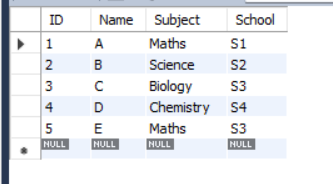 ID Name Subject School
1 A Maths S1
2 B Science S2
3 C Biology S3
4 D Chemistry S4
5 E Maths S3
NULL NULL NULL NULL